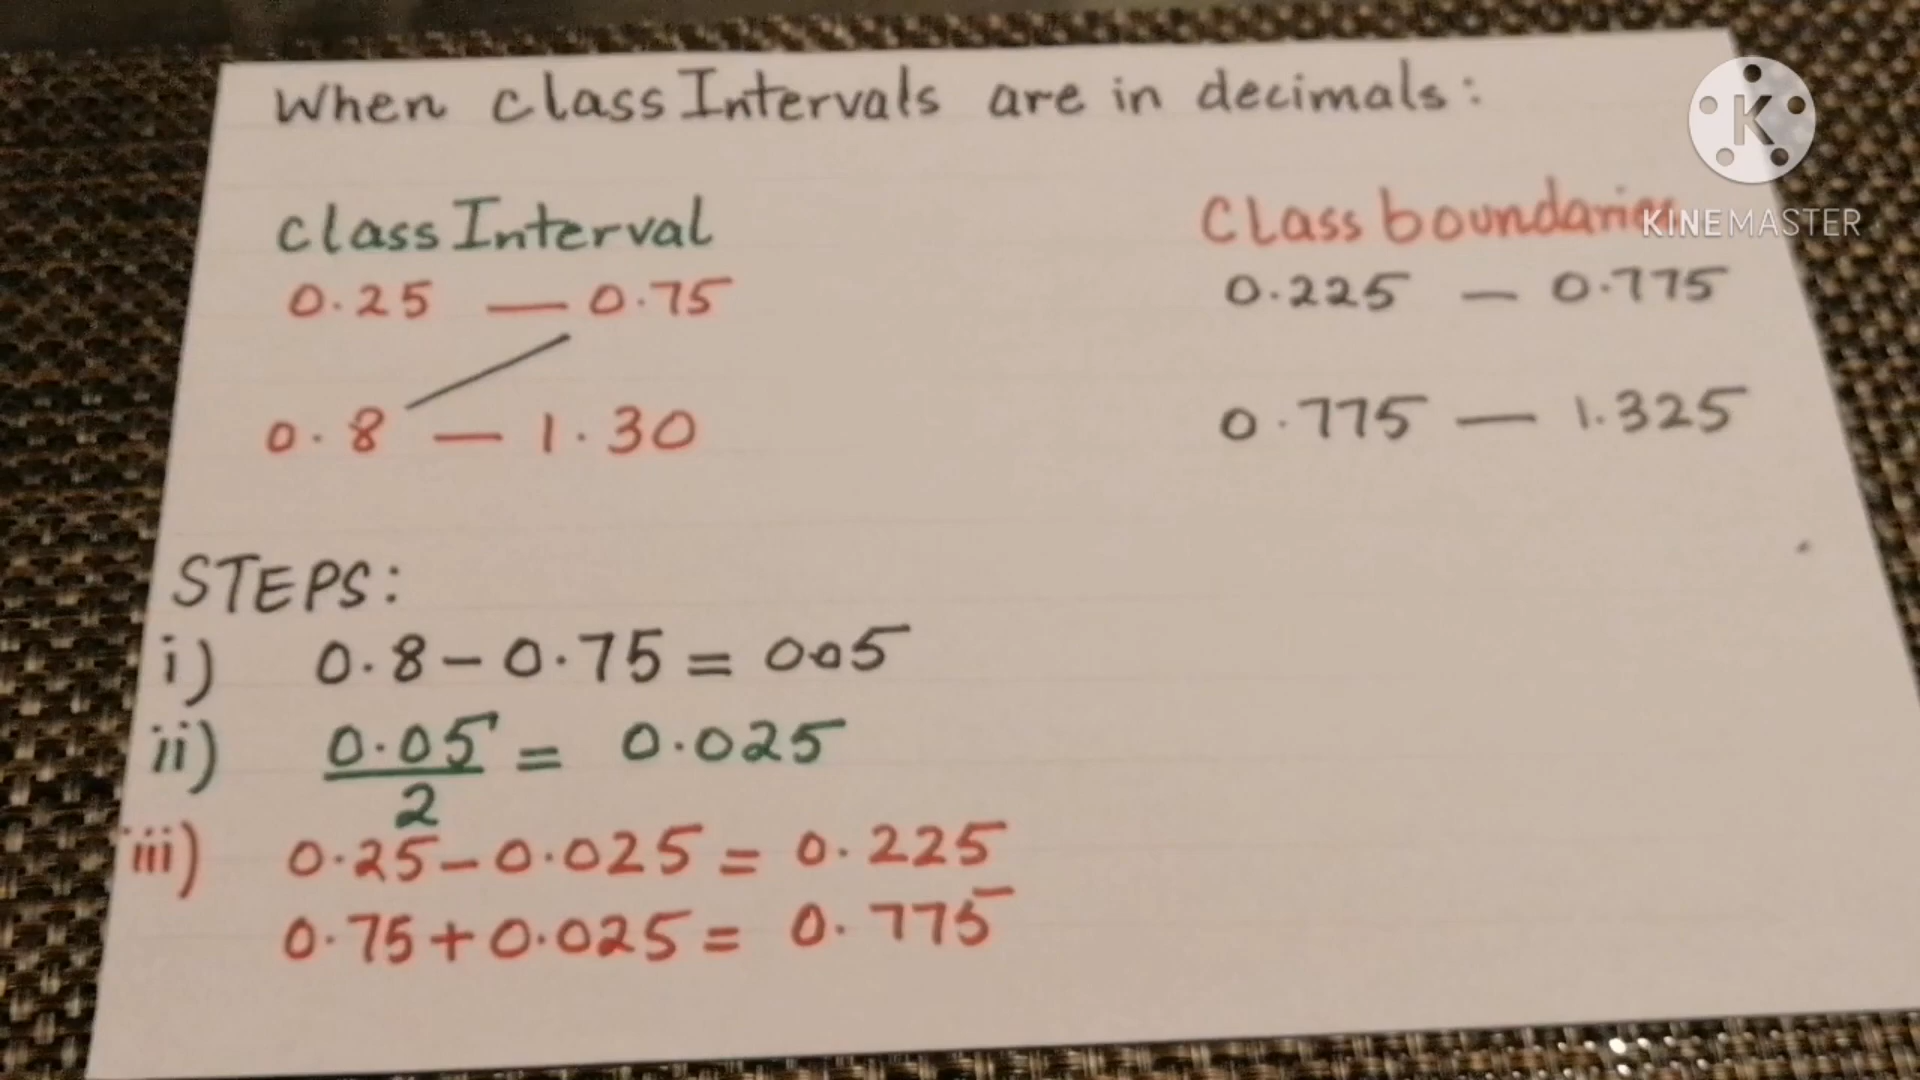 When class Intervals are in decimals:
class Interval
Class boundaries
KINEMASTER
0.25 — 0.75
0.225 — 0.775
0.8 — 1.30
0.775 — 1.325
STEPS:
i) 0.8 - 0.75 = 0.05
ii) 0.05/2 = 0.025
iii) 0.25 - 0.025 = 0.225
0.75 + 0.025 = 0.775